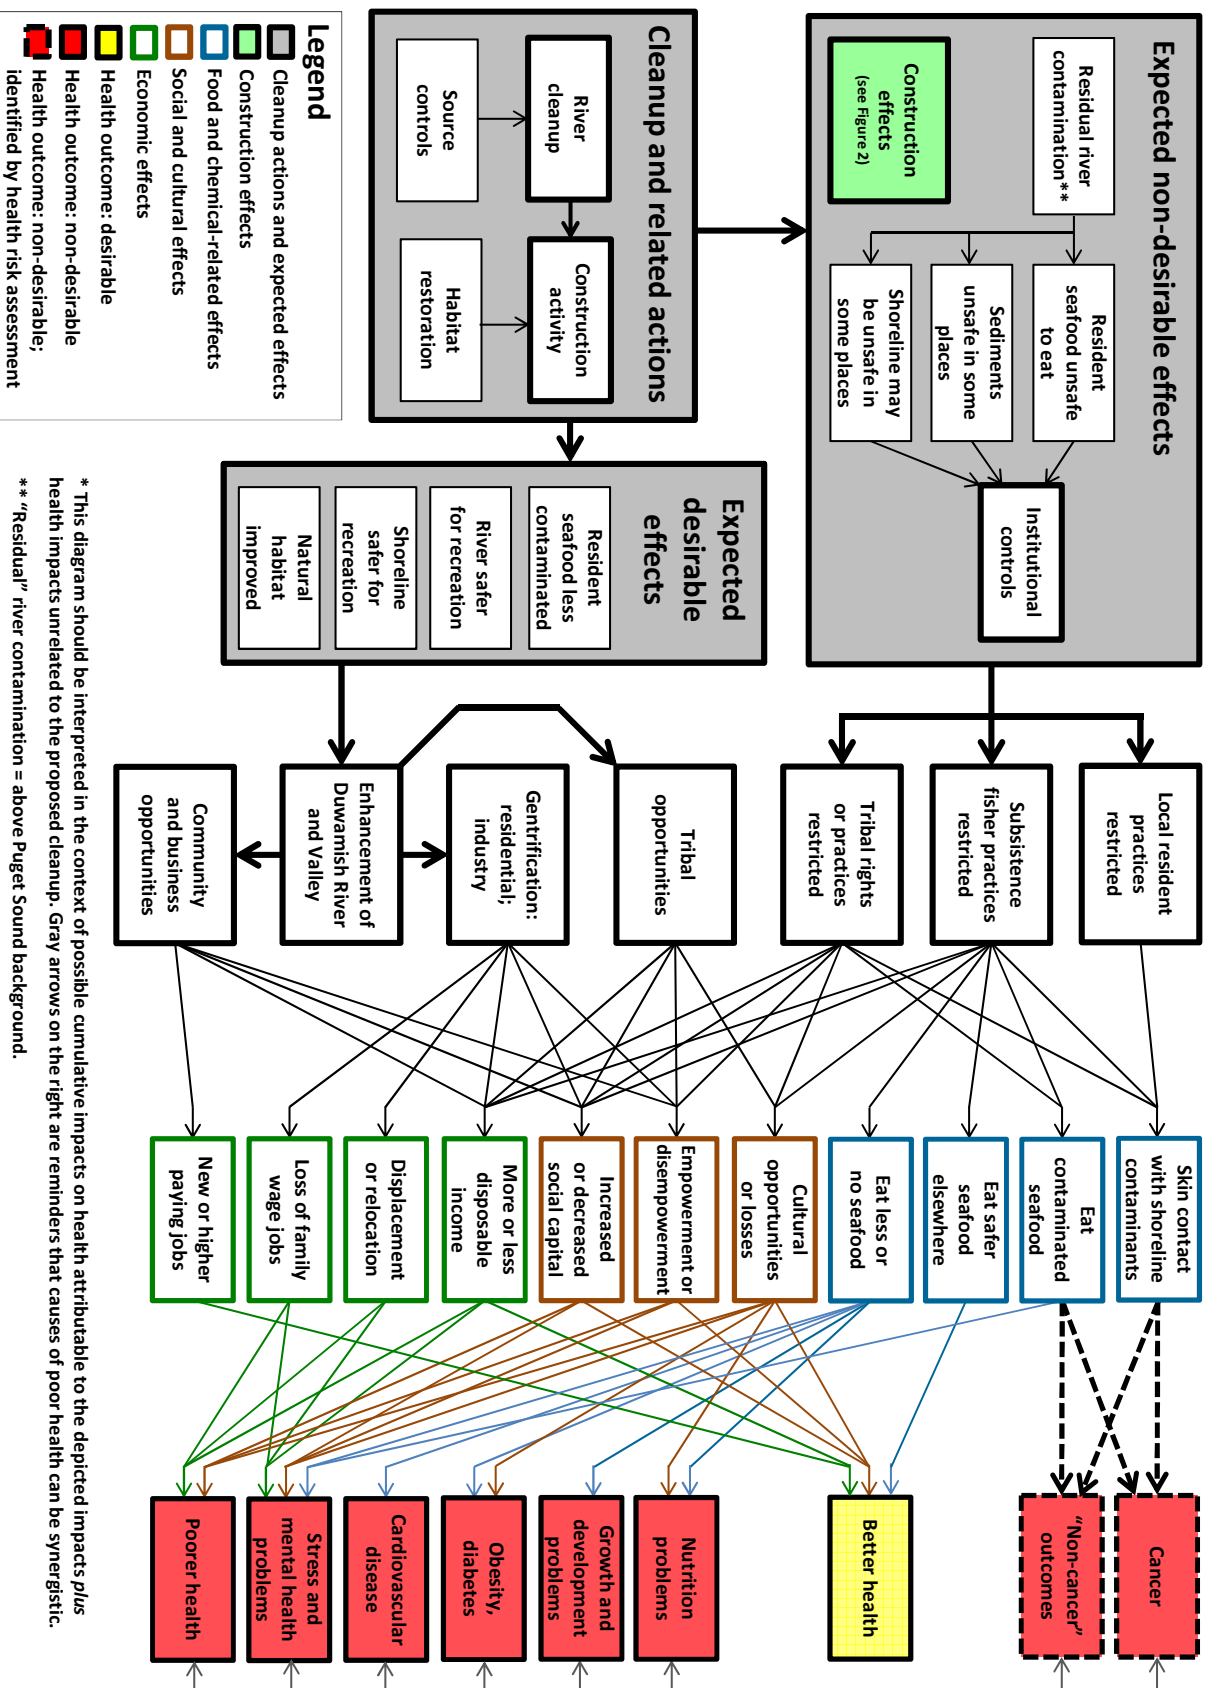 Expected non-desirable effects
Residual river
contamination**
Construction
effects
(see Figure 2)
Resident
seafood unsafe
to eat
Sediments
unsafe in some
places
Shoreline may
be unsafe in
some places
Institutional
controls
Cleanup and related actions
River
cleanup
Source
controls
Construction
activity
Habitat
restoration
Expected
desirable
effects
Resident
seafood less
contaminated
River safer
for recreation
Shoreline
safer for
recreation
Natural
habitat
improved
Local resident
practices
restricted
Subsistence
fisher practices
restricted
Tribal rights
or practices
restricted
Tribal
opportunities
Gentrification:
residential;
industry
Enhancement of
Duwamish River
and Valley
Community
and business
opportunities
Skin contact
with shoreline
contaminants
Eat
contaminated
seafood
Eat safer
seafood
elsewhere
Eat less or
no seafood
Cultural
opportunities
or losses
Empowerment or
disempowerment
Increased
or decreased
social capital
More or less
disposable
income
Displacement
or relocation
Loss of family
wage jobs
New or higher
paying jobs
Cancer
“Non-cancer”
outcomes
Better health
Nutrition
problems
Growth and
development
problems
Obesity,
diabetes
Cardiovascular
disease
Stress and
mental health
problems
Poorer health
Legend
Cleanup actions and expected effects
Construction effects
Food and chemical-related effects
Social and cultural effects
Economic effects
Health outcome: desirable
Health outcome: non-desirable
Health outcome: non-desirable;
identified by health risk assessment
* This diagram should be interpreted in the context of possible cumulative impacts on health attributable to the depicted impacts plus
health impacts unrelated to the proposed cleanup. Gray arrows on the right are reminders that causes of poor health can be synergistic.
** “Residual” river contamination = above Puget Sound background.